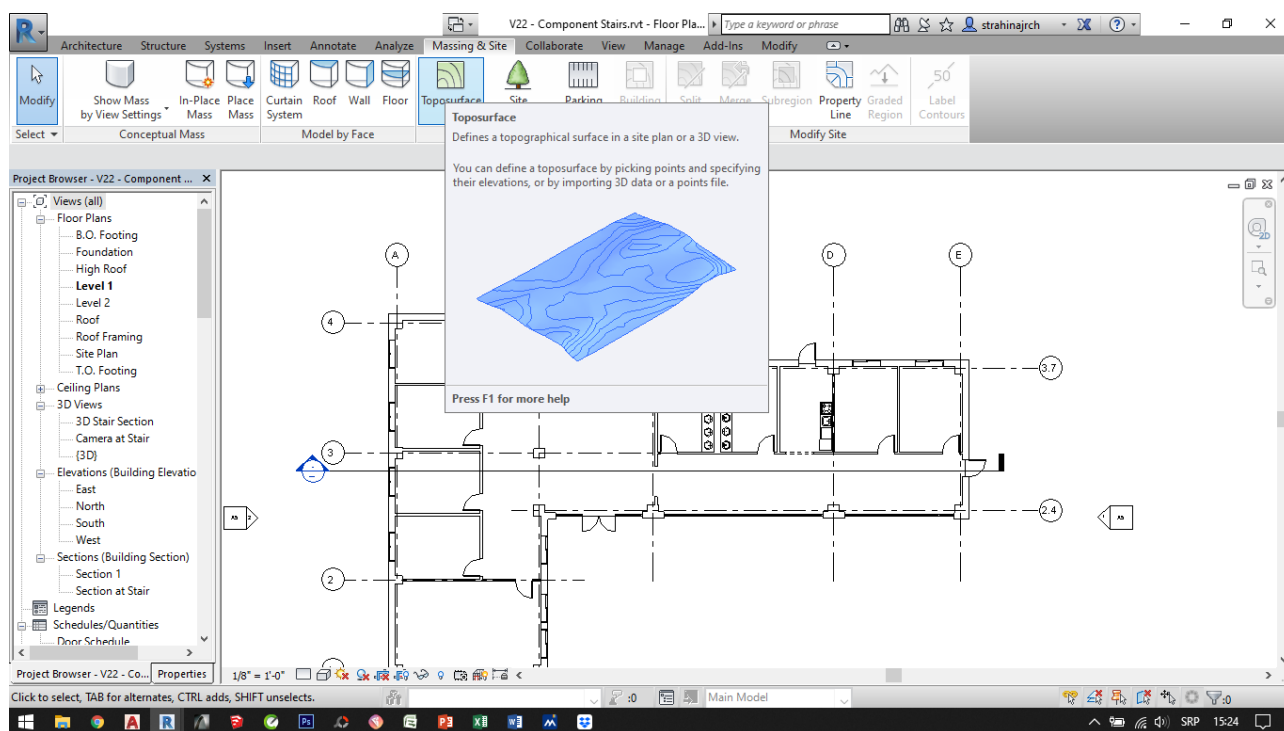 V22 - Component Stairs.rvt - Floor Pla...
Type a keyword or phrase
strahinajrch
Architecture Structure Systems Insert Annotate Analyze Massing & Site Collaborate View Manage Add-Ins Modify
Modify
Show Mass by View Settings
In-Place Mass
Place Mass
Curtain System
Roof
Wall
Floor
Toposurface
Site
Parking
Building
Split
Merge
Subregion
Property Line
Graded Region
Label Contours
Select
Conceptual Mass
Model by Face
Modify Site
Toposurface
Defines a topographical surface in a site plan or a 3D view.
You can define a toposurface by picking points and specifying
their elevations, or by importing 3D data or a points file.
Press F1 for more help
Project Browser - V22 - Component ...
Views (all)
Floor Plans
B.O. Footing
Foundation
High Roof
Level 1
Level 2
Roof
Roof Framing
Site Plan
T.O. Footing
Ceiling Plans
3D Views
3D Stair Section
Camera at Stair
{3D}
Elevations (Building Elevatio
East
North
South
West
Sections (Building Section)
Section 1
Section at Stair
Legends
Schedules/Quantities
Door Schedule
A
D
E
4
3.7
3
2.4
2
2D
Project Browser - V22 - Co...
Properties
1/8" = 1'-0"
Click to select, TAB for alternates, CTRL adds, SHIFT unselects.
:0
Main Model
:0
SRP
15:24